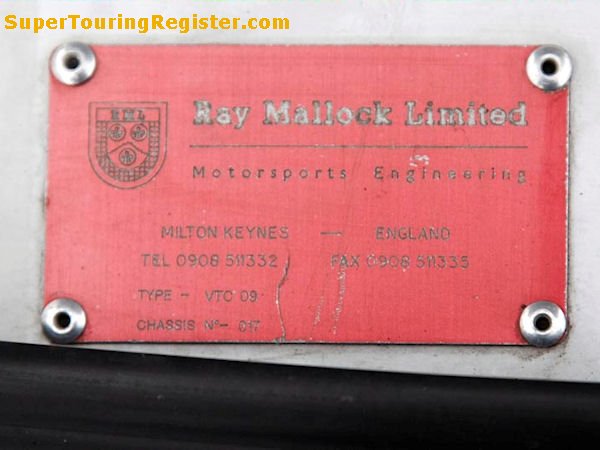 SuperTouringRegister.com
RML
Ray Mallock Limited
Motorsports Engineering
MILTON KEYNES — ENGLAND
TEL 0908 511332 FAX 0908 511335
TYPE - VTC 09
CHASSIS Nº- 017